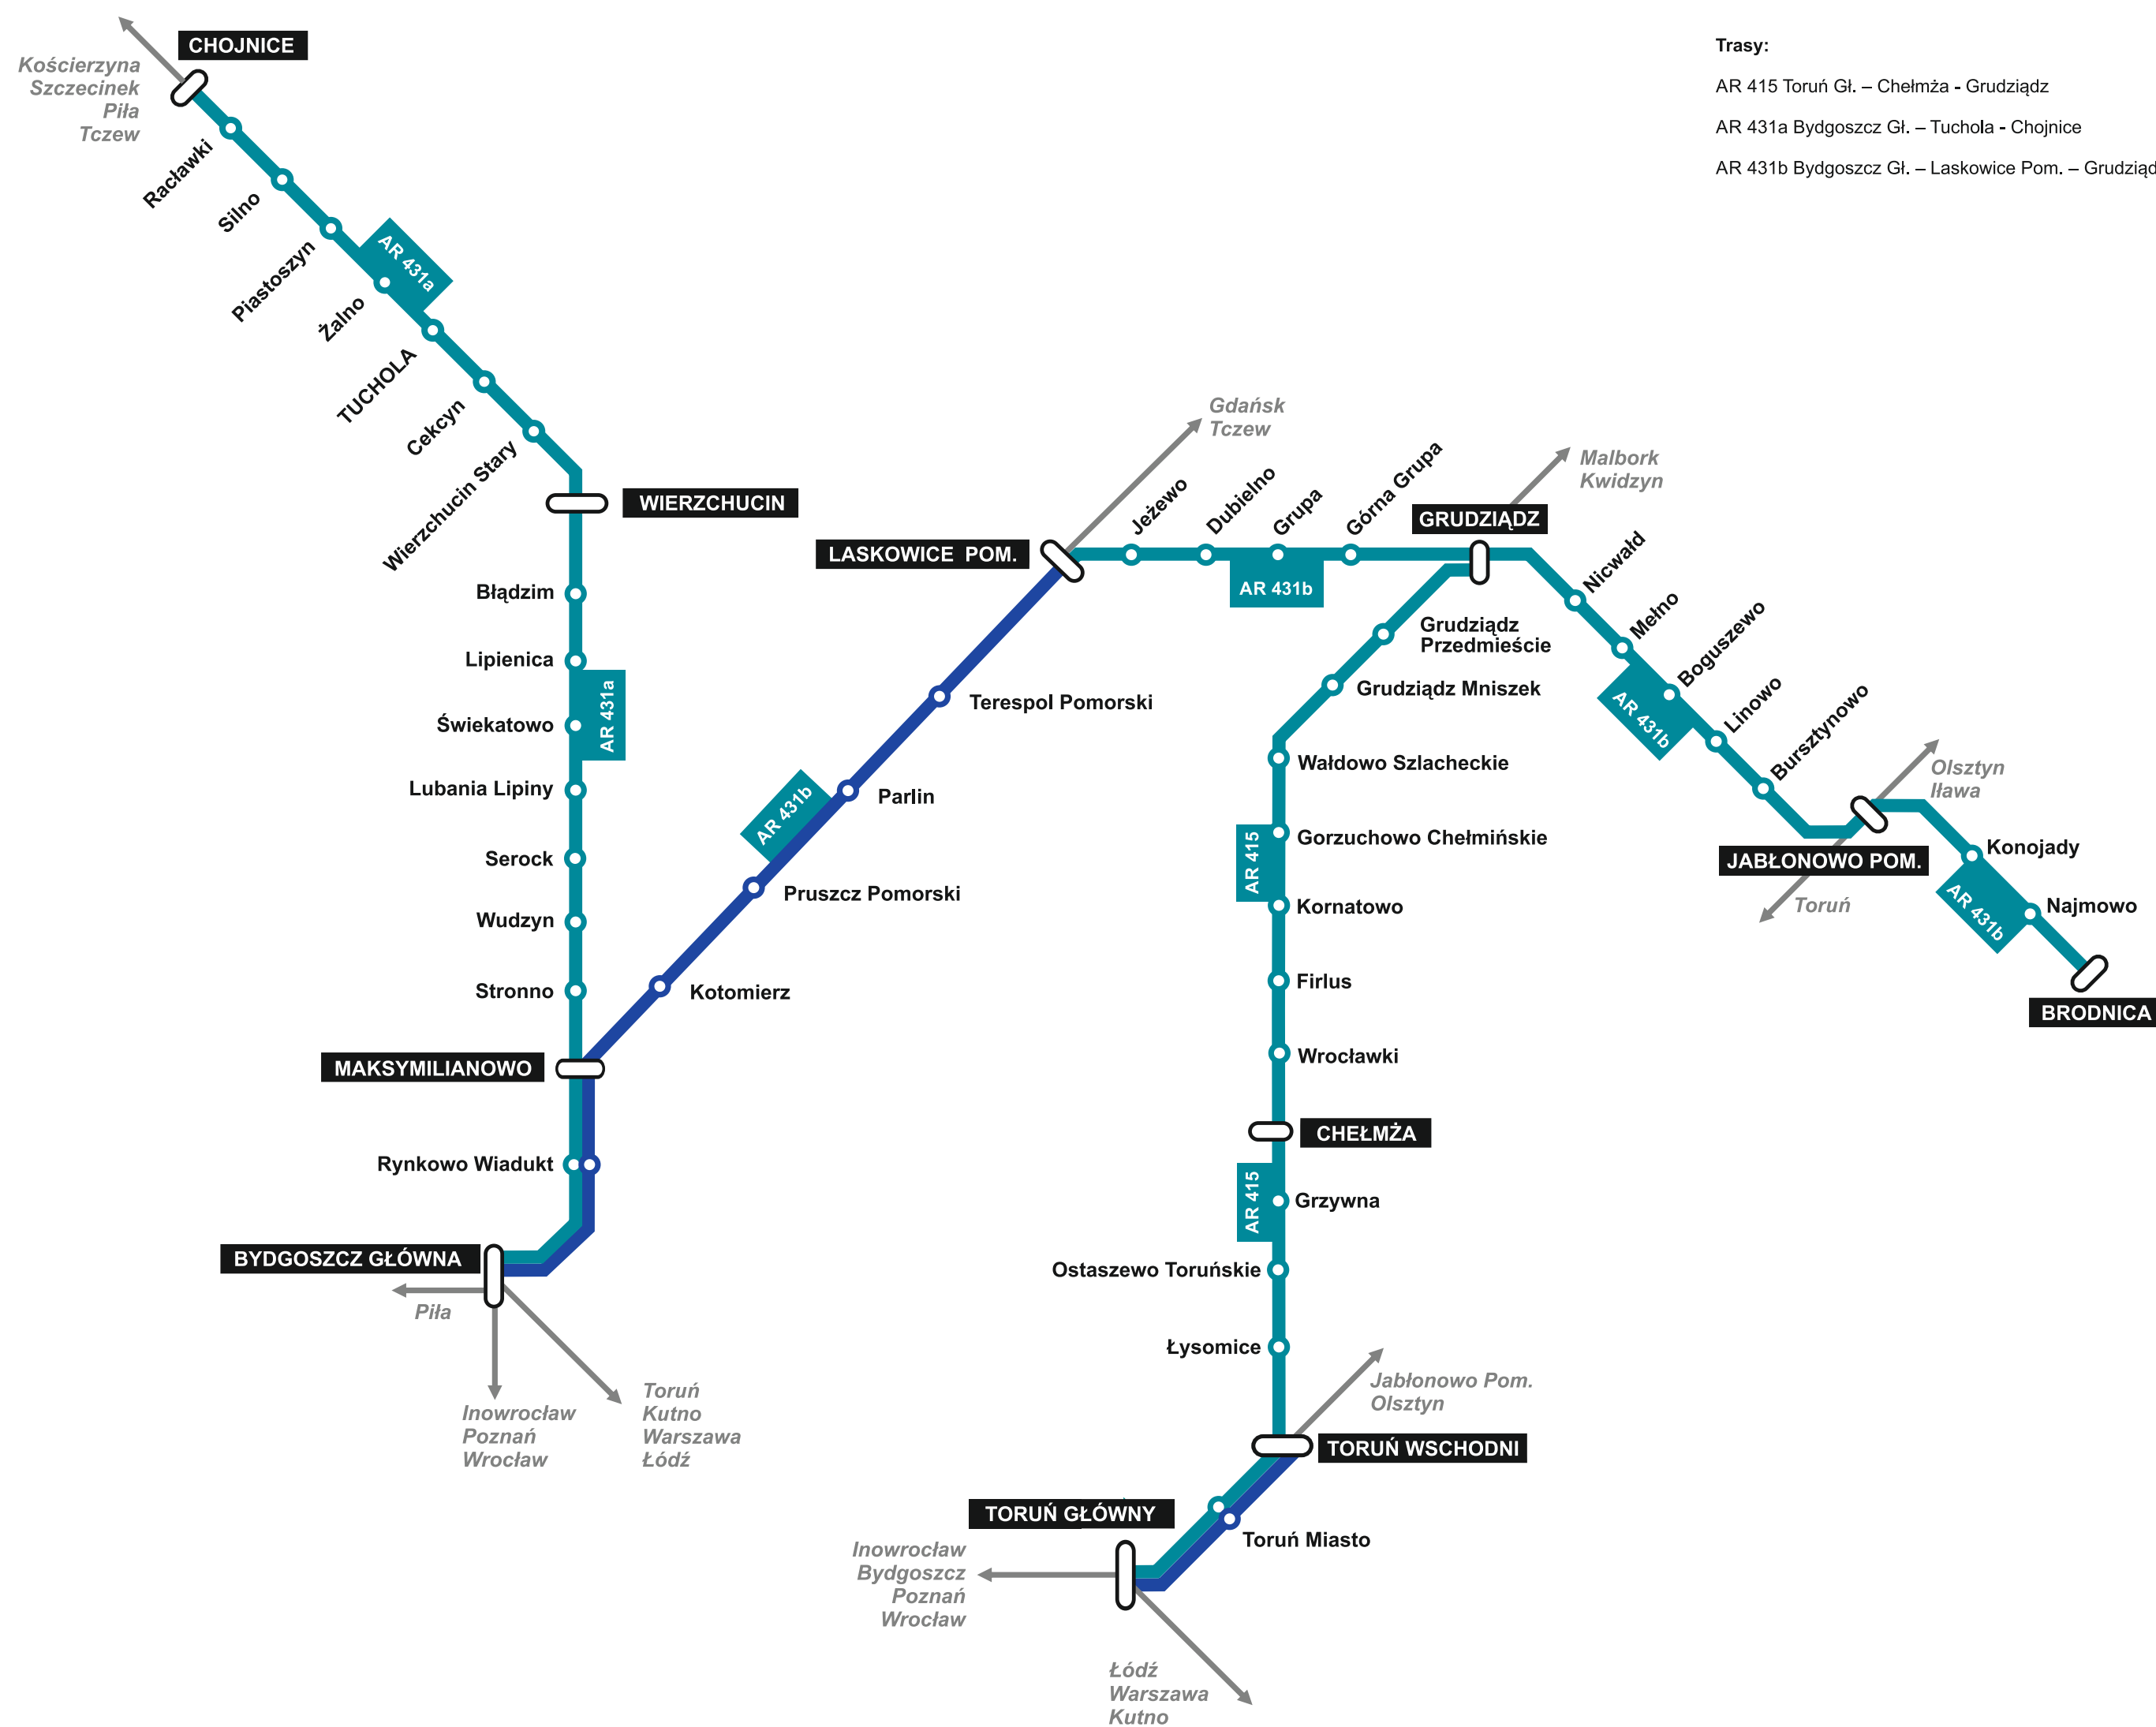 CHOJNICE
Kościerzyna
Szczecinek
Piła
Tczew
Trasy:
AR 415 Toruń Gł. – Chełmża - Grudziądz
AR 431a Bydgoszcz Gł. – Tuchola - Chojnice
AR 431b Bydgoszcz Gł. – Laskowice Pom. – Grudziąd
Racławki
Silno
Piastoszyn
AR 431a
Żalno
TUCHOLA
Cekcyn
Wierzchucin Stary
WIERZCHUCIN
Błądzim
Lipienica
AR 431a
Świekatowo
Lubania Lipiny
Serock
Wudzyn
Stronno
MAKSYMILIANOWO
Rynkowo Wiadukt
BYDGOSZCZ GŁÓWNA
Piła
Inowrocław
Poznań
Wrocław
Toruń
Kutno
Warszawa
Łódź
Kotomierz
Pruszcz Pomorski
AR 431b
Parlin
Terespol Pomorski
LASKOWICE POM.
Gdańsk
Tczew
Jeżewo
Dubielno
Grupa
Górna Grupa
AR 431b
GRUDZIĄDZ
Malbork
Kwidzyn
Nicwałd
Mełno
Boguszewo
AR 431b
Linowo
Bursztynowo
JABŁONOWO POM.
Olsztyn
Iława
Toruń
Konojady
AR 431b
Najmowo
BRODNICA
Grudziądz
Przedmieście
Grudziądz Mniszek
Wałdowo Szlacheckie
AR 415
Gorzuchowo Chełmińskie
Kornatowo
Firlus
Wrocławki
CHEŁMŻA
AR 415
Grzywna
Ostaszewo Toruńskie
Łysomice
Jabłonowo Pom.
Olsztyn
TORUŃ WSCHODNI
TORUŃ GŁÓWNY
Toruń Miasto
Inowrocław
Bydgoszcz
Poznań
Wrocław
Łódź
Warszawa
Kutno